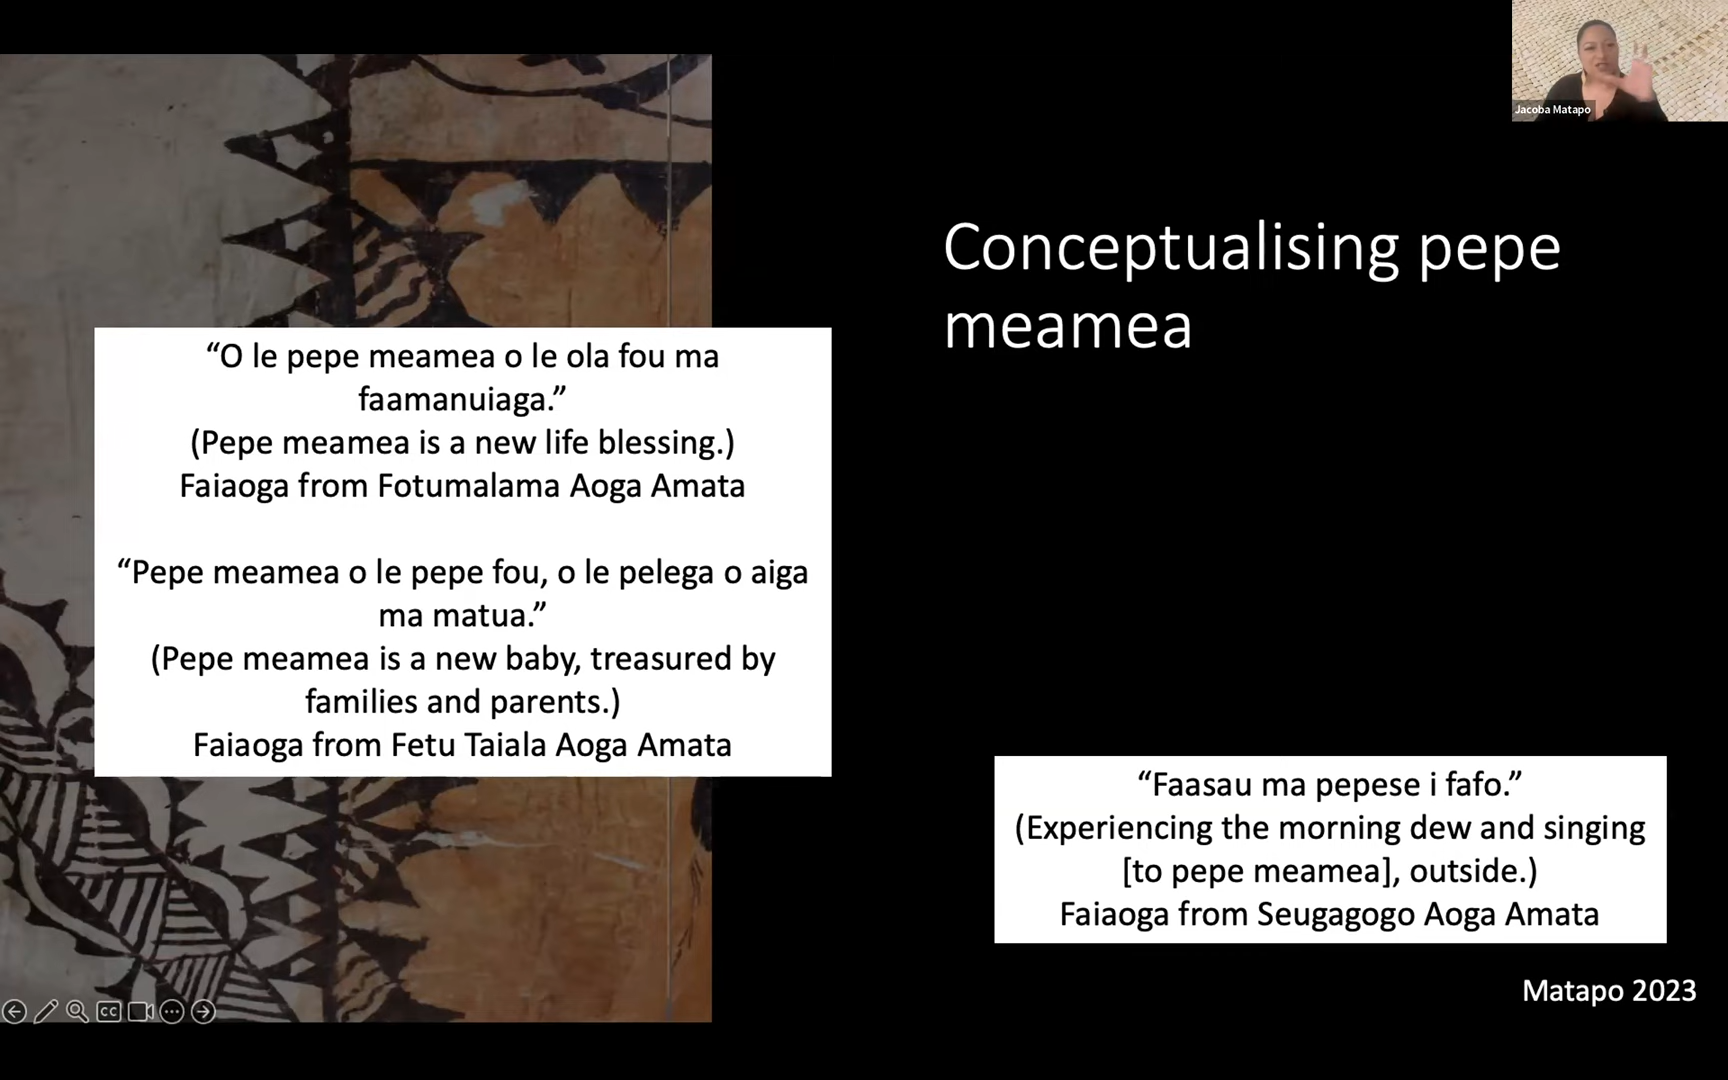 Jacoba Matapo
Conceptualising pepe
meamea
“O le pepe meamea o le ola fou ma
faamanuiaga.”
(Pepe meamea is a new life blessing.)
Faiaoga from Fotumalama Aoga Amata
“Pepe meamea o le pepe fou, o le pelega o aiga
ma matua.”
(Pepe meamea is a new baby, treasured by
families and parents.)
Faiaoga from Fetu Taiala Aoga Amata
“Faasau ma pepese i fafo.”
(Experiencing the morning dew and singing
[to pepe meamea], outside.)
Faiaoga from Seugagogo Aoga Amata
Matapo 2023
CC